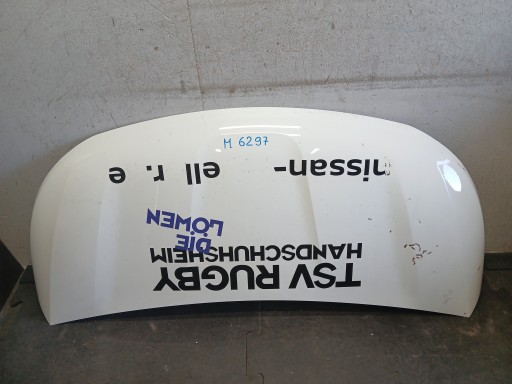 M 6297
nissan-
ell r. e
DIE
LÖWEN
TSV RUGBY
HANDSCHUHSHEIM